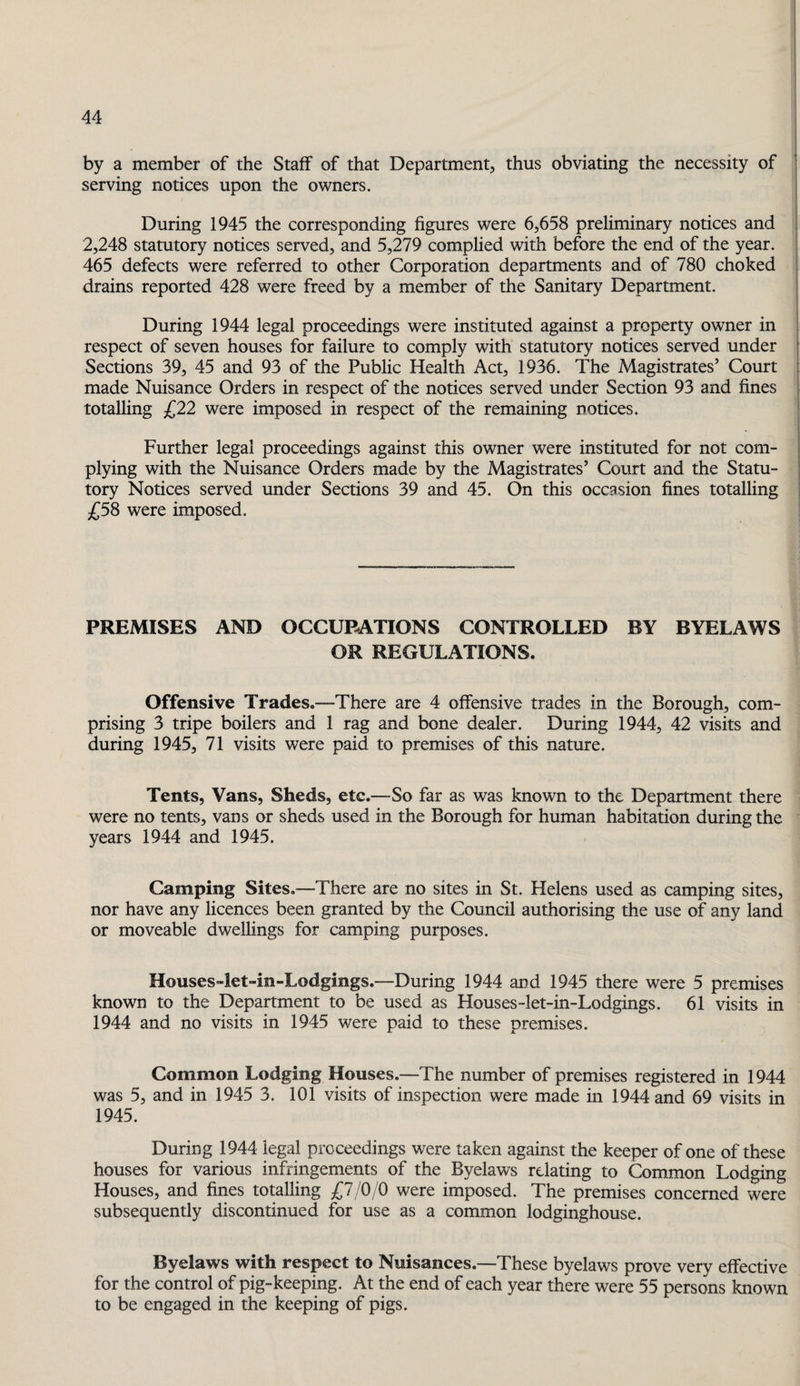 44
by a member of the Staff of that Department, thus obviating the necessity of
serving notices upon the owners.
During 1945 the corresponding figures were 6,658 preliminary notices and
2,248 statutory notices served, and 5,279 complied with before the end of the year.
465 defects were referred to other Corporation departments and of 780 choked
drains reported 428 were freed by a member of the Sanitary Department.
During 1944 legal proceedings were instituted against a property owner in
respect of seven houses for failure to comply with statutory notices served under
Sections 39, 45 and 93 of the Public Health Act, 1936. The Magistrates’ Court
made Nuisance Orders in respect of the notices served under Section 93 and fines
totalling £22 were imposed in respect of the remaining notices.
Further legal proceedings against this owner were instituted for not com-
plying with the Nuisance Orders made by the Magistrates’ Court and the Statu-
tory Notices served under Sections 39 and 45. On this occasion fines totalling
£58 were imposed.
PREMISES AND OCCUPATIONS CONTROLLED BY BYELAWS
OR REGULATIONS.
Offensive Trades.—There are 4 offensive trades in the Borough, com-
prising 3 tripe boilers and 1 rag and bone dealer. During 1944, 42 visits and
during 1945, 71 visits were paid to premises of this nature.
Tents, Vans, Sheds, etc.—So far as was known to the Department there
were no tents, vans or sheds used in the Borough for human habitation during the
years 1944 and 1945.
Camping Sites.—There are no sites in St. Helens used as camping sites,
nor have any licences been granted by the Council authorising the use of any land
or moveable dwellings for camping purposes.
Houses-let-in-Lodgings.—During 1944 and 1945 there were 5 premises
known to the Department to be used as Houses-let-in-Lodgings. 61 visits in
1944 and no visits in 1945 were paid to these premises.
Common Lodging Houses.—The number of premises registered in 1944
was 5, and in 1945 3. 101 visits of inspection were made in 1944 and 69 visits in
1945.
During 1944 legal proceedings were taken against the keeper of one of these
houses for various infringements of the Byelaws relating to Common Lodging
Houses, and fines totalling £7/0/0 were imposed. The premises concerned were
subsequently discontinued for use as a common lodginghouse.
Byelaws with respect to Nuisances.—These byelaws prove very effective
for the control of pig-keeping. At the end of each year there were 55 persons known
to be engaged in the keeping of pigs.